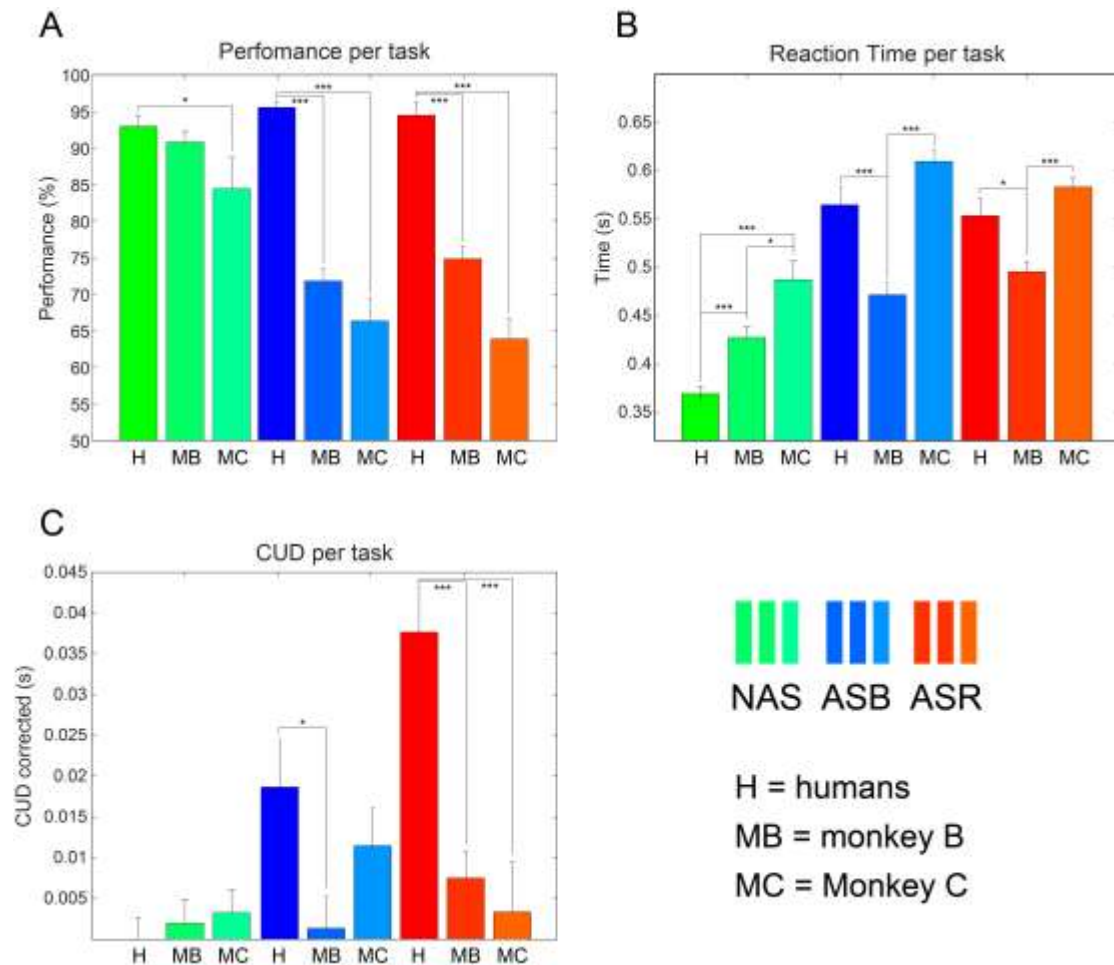 A
Perfomance per task
Perfomance (%)
100
95
90
85
80
75
70
65
60
55
50
*
***
***
***
***
H MB MC H MB MC H MB MC
B
Reaction Time per task
Time (s)
0.65
0.6
0.55
0.5
0.45
0.4
0.35
***
***
*
***
***
*
***
H MB MC H MB MC H MB MC
C
CUD per task
CUD corrected (s)
0.045
0.04
0.035
0.03
0.025
0.02
0.015
0.01
0.005
*
***
***
H MB MC H MB MC H MB MC
NAS ASB ASR
H = humans
MB = monkey B
MC = Monkey C